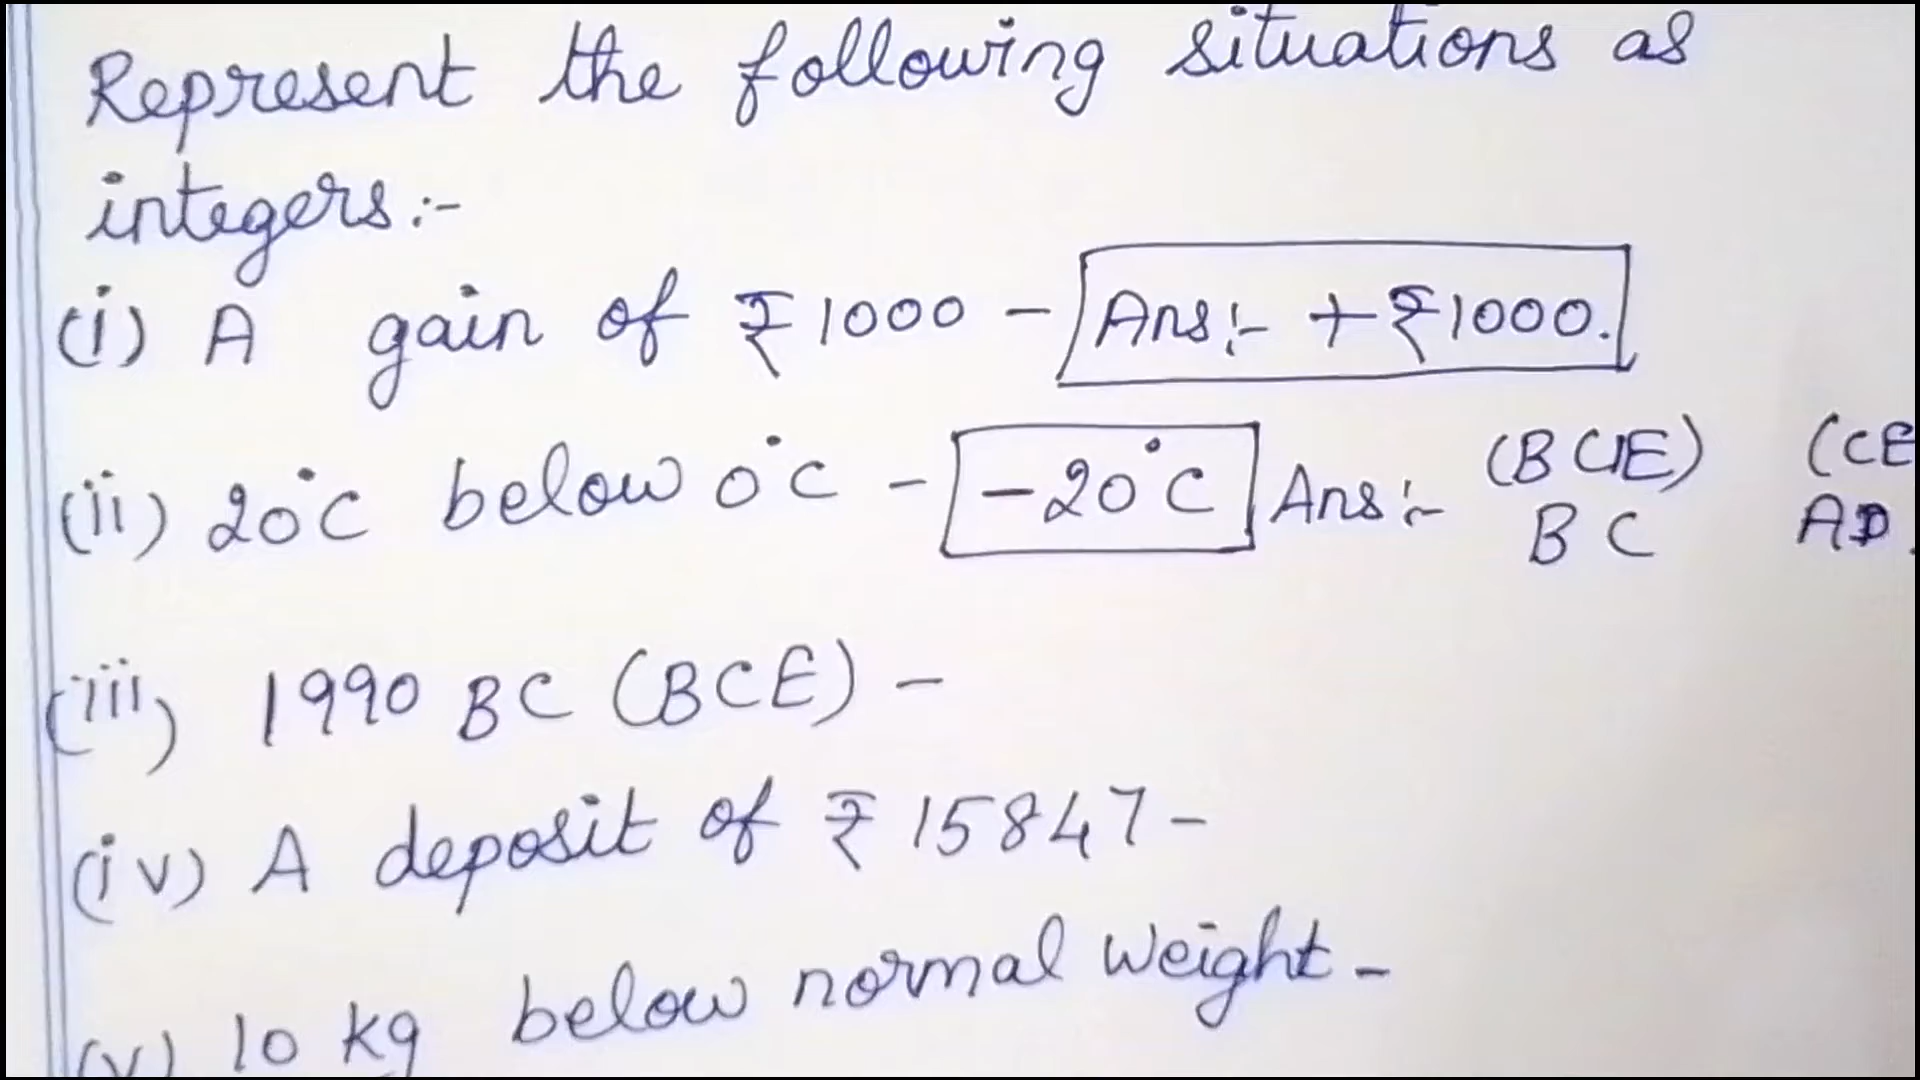 Represent the following situations as
integers:-
(i) A gain of ₹1000 - Ans:- +₹1000.
(ii) 20°C below 0°C - -20°C Ans:- (BCE) (CE
BC AD.
(iii) 1990 BC (BCE) -
(iv) A deposit of ₹15847-
(v) 10 kg below normal weight-